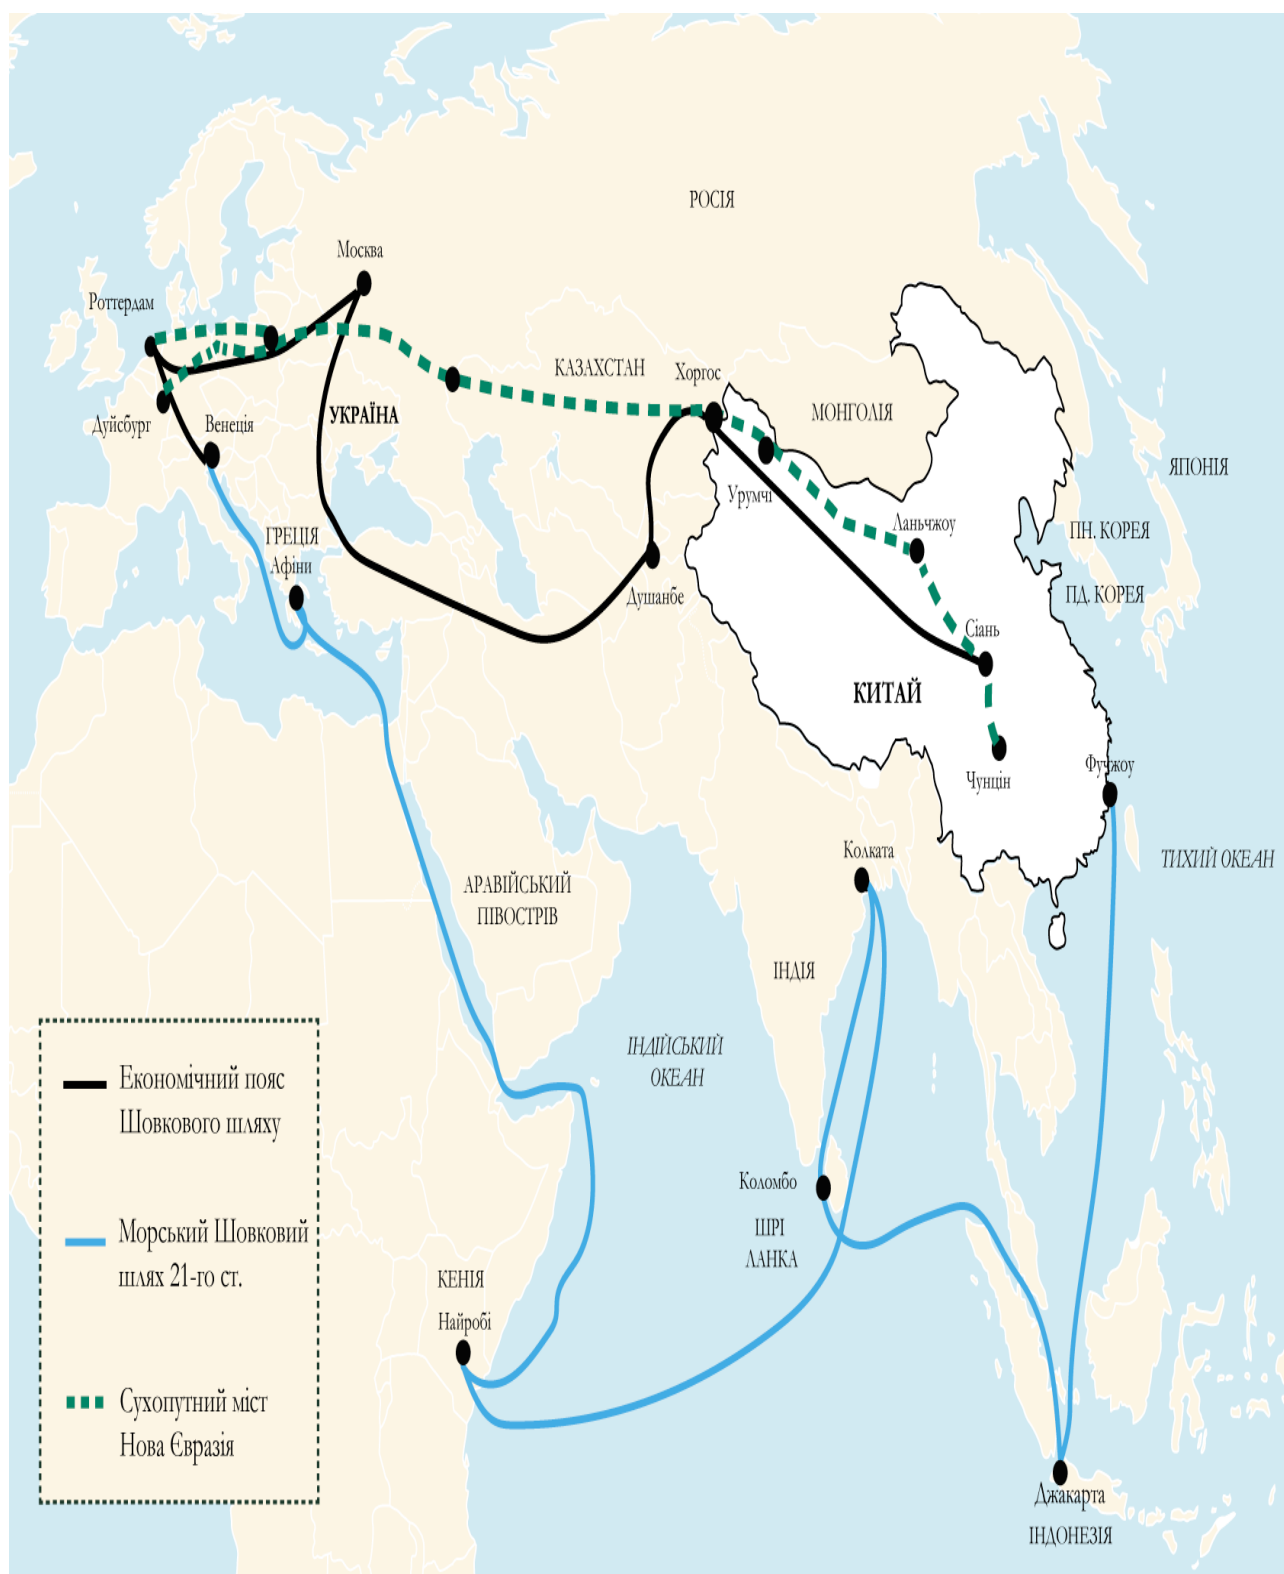 РОСІЯ
Москва
Роттердам
КАЗАХСТАН
Хоргос
УКРАЇНА
МОНГОЛІЯ
Дуйсбург
Венеція
ЯПОНІЯ
Урумчі
Ланьчжоу
ПН. КОРЕЯ
ГРЕЦІЯ
Афіни
Душанбе
ПД. КОРЕЯ
Сіань
КИТАЙ
Чунцін
Фучжоу
Колката
ТИХИЙ ОКЕАН
АРАВІЙСЬКИЙ
ПІВОСТРІВ
ІНДІЯ
ІНДІЙСЬКИЙ
ОКЕАН
Коломбо
ШРІ
ЛАНКА
КЕНІЯ
Найробі
Джакарта
ІНДОНЕЗІЯ
Економічний пояс
Шовкового шляху
Морський Шовковий
шлях 21-го ст.
Сухопутний міст
Нова Євразія